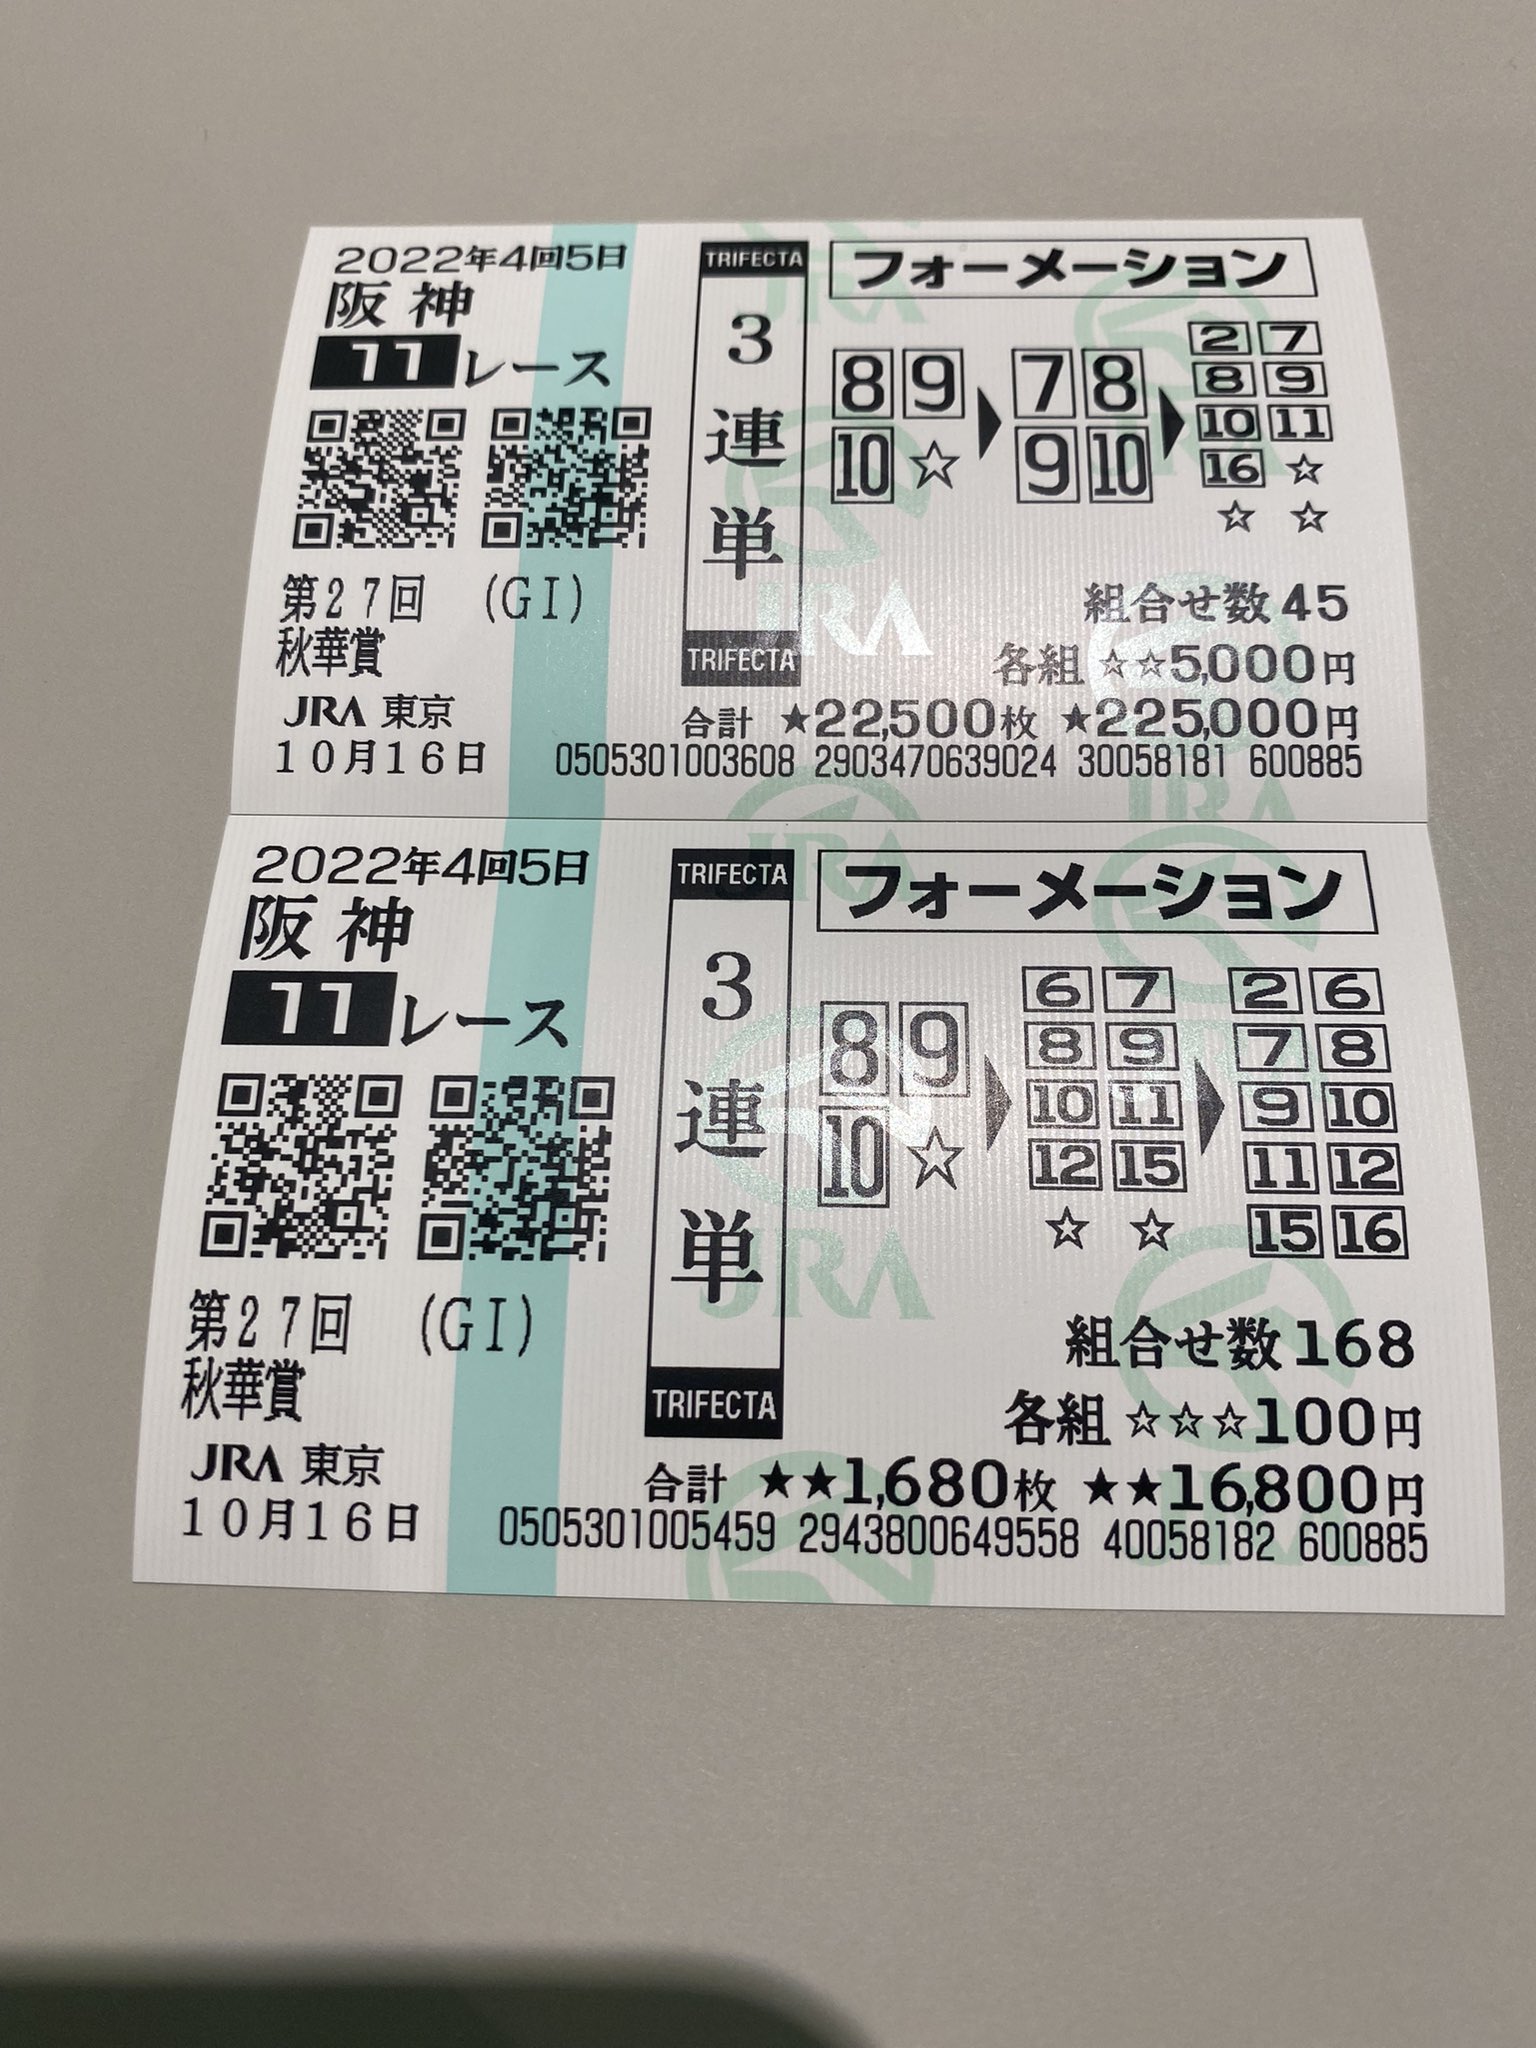 2022年4回5日
阪神
11レース
第27回 (GI)
秋華賞
JRA 東京
10月16日
TRIFECTA
3連単
TRIFECTA
フォーメーション
8 9 ▶ 7 8 ▶ 2 7
8 9
10 ☆ 9 10 10 11
16 ☆
☆ ☆
組合せ数 45
各組 ☆☆5,000円
合計 ★22,500枚 ★225,000円
0505301003608 2903470639024 30058181 600885
2022年4回5日
阪神
11レース
第27回 (GI)
秋華賞
JRA 東京
10月16日
TRIFECTA
3連単
TRIFECTA
フォーメーション
6 7 2 6
8 9 8 9 7 8
▶ 10 11 ▶ 9 10
10 ☆ 12 15 11 12
☆ ☆ 15 16
組合せ数 168
各組 ☆☆☆100円
合計 ★★1,680枚 ★★16,800円
0505301005459 2943800649558 40058182 600885